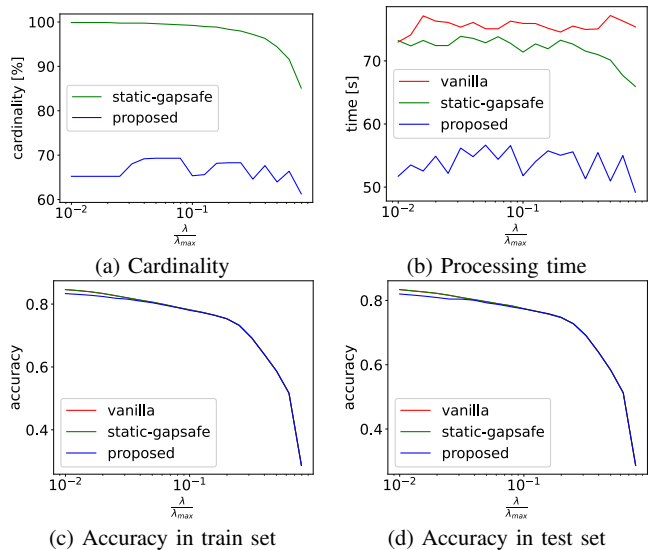 100
90
80
70
60
cardinality [%]
static-gapsafe
proposed
10⁻²
10⁻¹
λ
λmax
(a) Cardinality
70
60
50
time [s]
vanilla
static-gapsafe
proposed
10⁻²
10⁻¹
λ
λmax
(b) Processing time
0.8
0.6
0.4
accuracy
vanilla
static-gapsafe
proposed
10⁻²
10⁻¹
λ
λmax
(c) Accuracy in train set
0.8
0.6
0.4
accuracy
vanilla
static-gapsafe
proposed
10⁻²
10⁻¹
λ
λmax
(d) Accuracy in test set